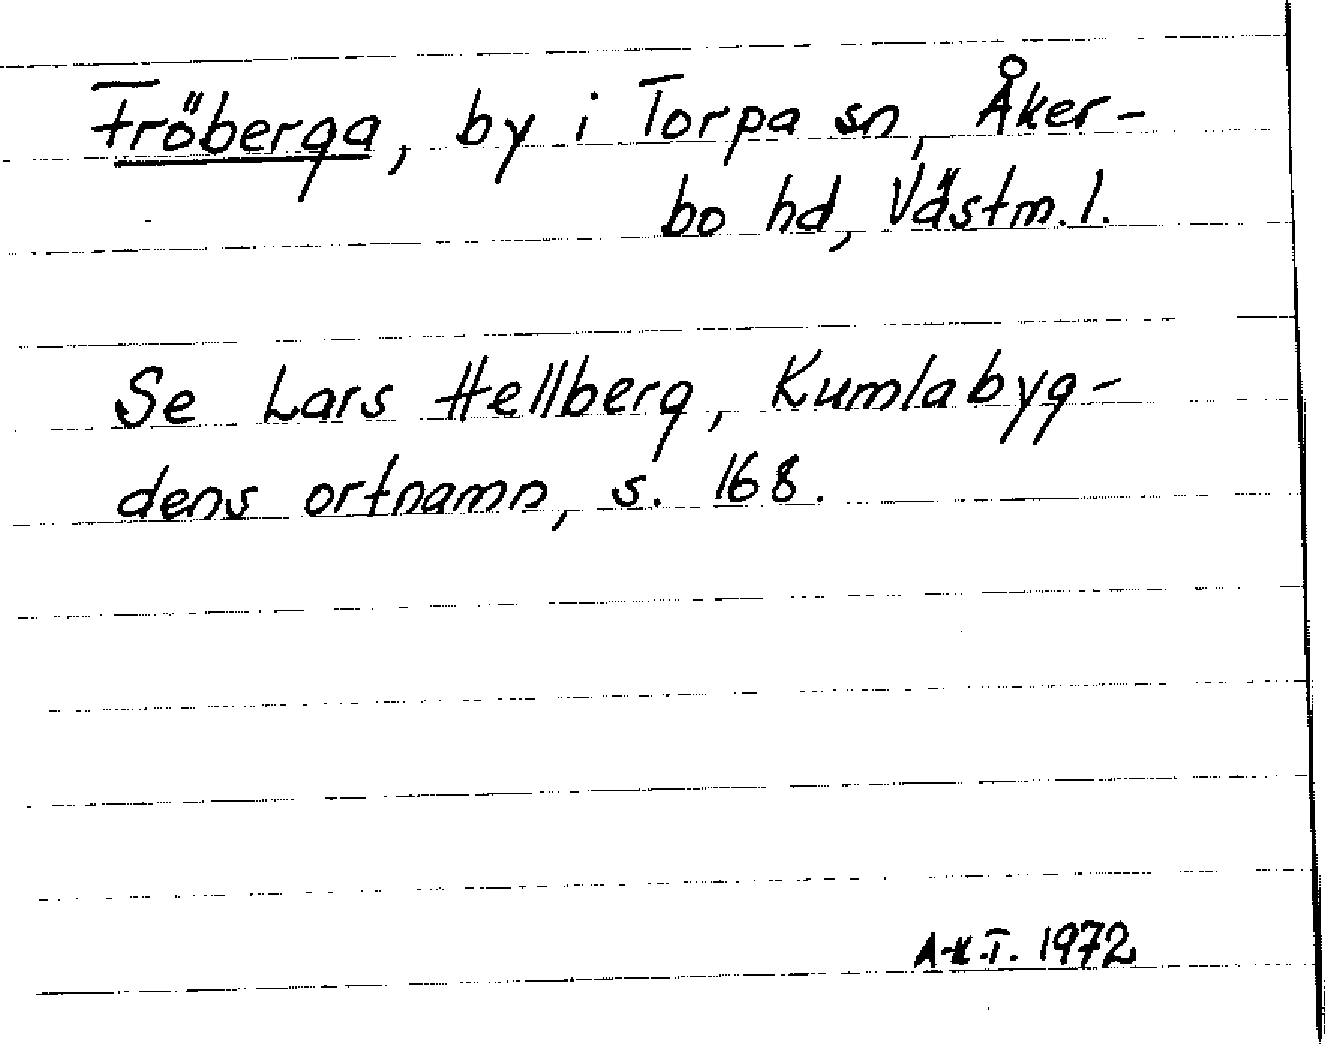 Fröberga, by i Torpa sn, Åker-
bo hd, Västm. l.
Se Lars Hellberg, Kumlabyg-
dens ortnamn, s. 168.
A-K.T. 1972